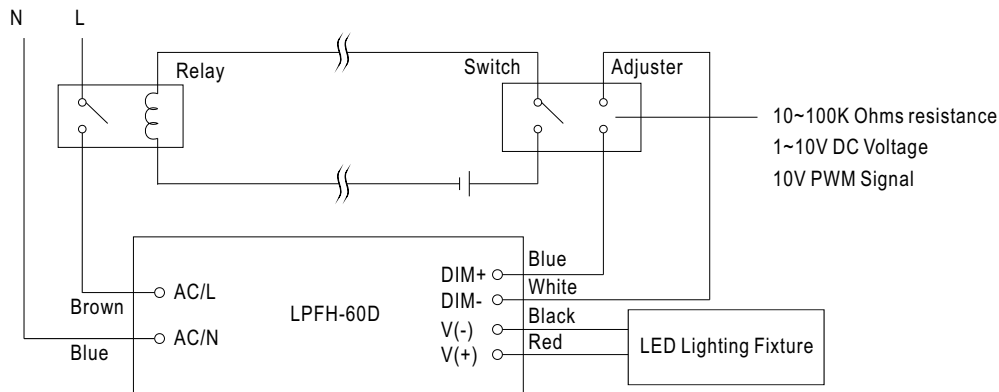 N L
Relay
Switch
Adjuster
10~100K Ohms resistance
1~10V DC Voltage
10V PWM Signal
Brown
Blue
AC/L
AC/N
LPFH-60D
DIM+
DIM-
V(-)
V(+)
Blue
White
Black
Red
LED Lighting Fixture